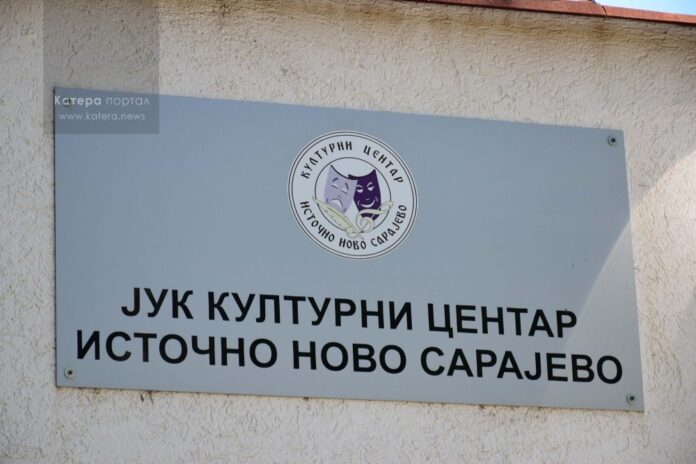 Катера портал
www.katera.news
КУЛТУРНИ ЦЕНТАР
ИСТОЧНО НОВО САРАЈЕВО
ЈУК КУЛТУРНИ ЦЕНТАР
ИСТОЧНО НОВО САРАЈЕВО